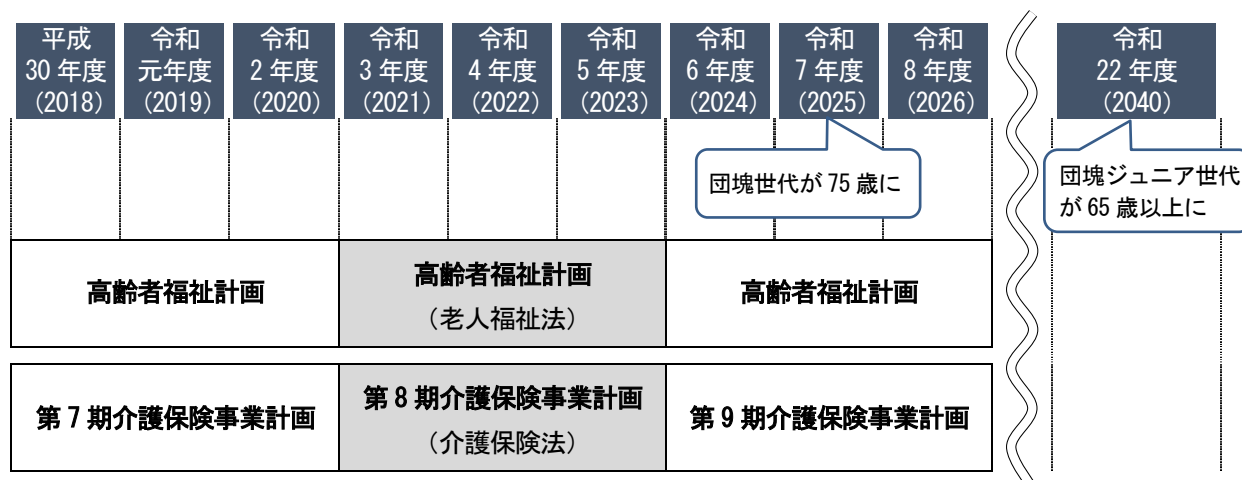 平成
30 年度
(2018)
令和
元年度
(2019)
令和
2 年度
(2020)
令和
3 年度
(2021)
令和
4 年度
(2022)
令和
5 年度
(2023)
令和
6 年度
(2024)
令和
7 年度
(2025)
令和
8 年度
(2026)
令和
22 年度
(2040)
団塊世代が 75 歳に
団塊ジュニア世代
が 65 歳以上に
高齢者福祉計画
高齢者福祉計画
（老人福祉法）
高齢者福祉計画
第 7 期介護保険事業計画
第 8 期介護保険事業計画
（介護保険法）
第 9 期介護保険事業計画